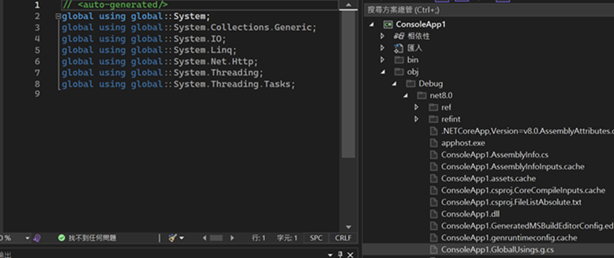 1 // <auto-generated/>
2 global using global::System;
3 global using global::System.Collections.Generic;
4 global using global::System.IO;
5 global using global::System.Linq;
6 global using global::System.Net.Http;
7 global using global::System.Threading;
8 global using global::System.Threading.Tasks;
9
0 %
找不到任何問題
行: 1
字元: 1
SPC
CRLF
搜尋方案總管 (Ctrl+;)
ConsoleApp1
相依性
匯入
bin
obj
Debug
net8.0
ref
refint
.NETCoreApp,Version=v8.0.AssemblyAttributes.
apphost.exe
ConsoleApp1.AssemblyInfo.cs
ConsoleApp1.AssemblyInfoInputs.cache
ConsoleApp1.assets.cache
ConsoleApp1.csproj.CoreCompileInputs.cache
ConsoleApp1.csproj.FileListAbsolute.txt
ConsoleApp1.dll
ConsoleApp1.GeneratedMSBuildEditorConfig.ed
ConsoleApp1.genruntimeconfig.cache
ConsoleApp1.GlobalUsings.g.cs